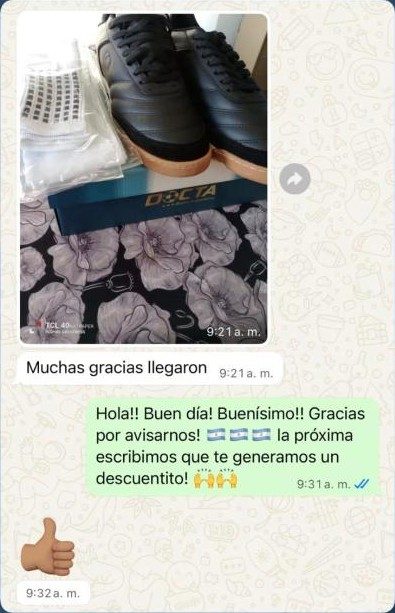 DOCTA
TCL 40
9:21 a. m.
Muchas gracias llegaron 9:21 a. m.
Hola!! Buen día! Buenísimo!! Gracias
por avisarnos! 🇦🇷🇦🇷🇦🇷 la próxima
escribimos que te generamos un
descuentito! 🙌🙌 9:31 a. m.
👍🏽
9:32 a. m.